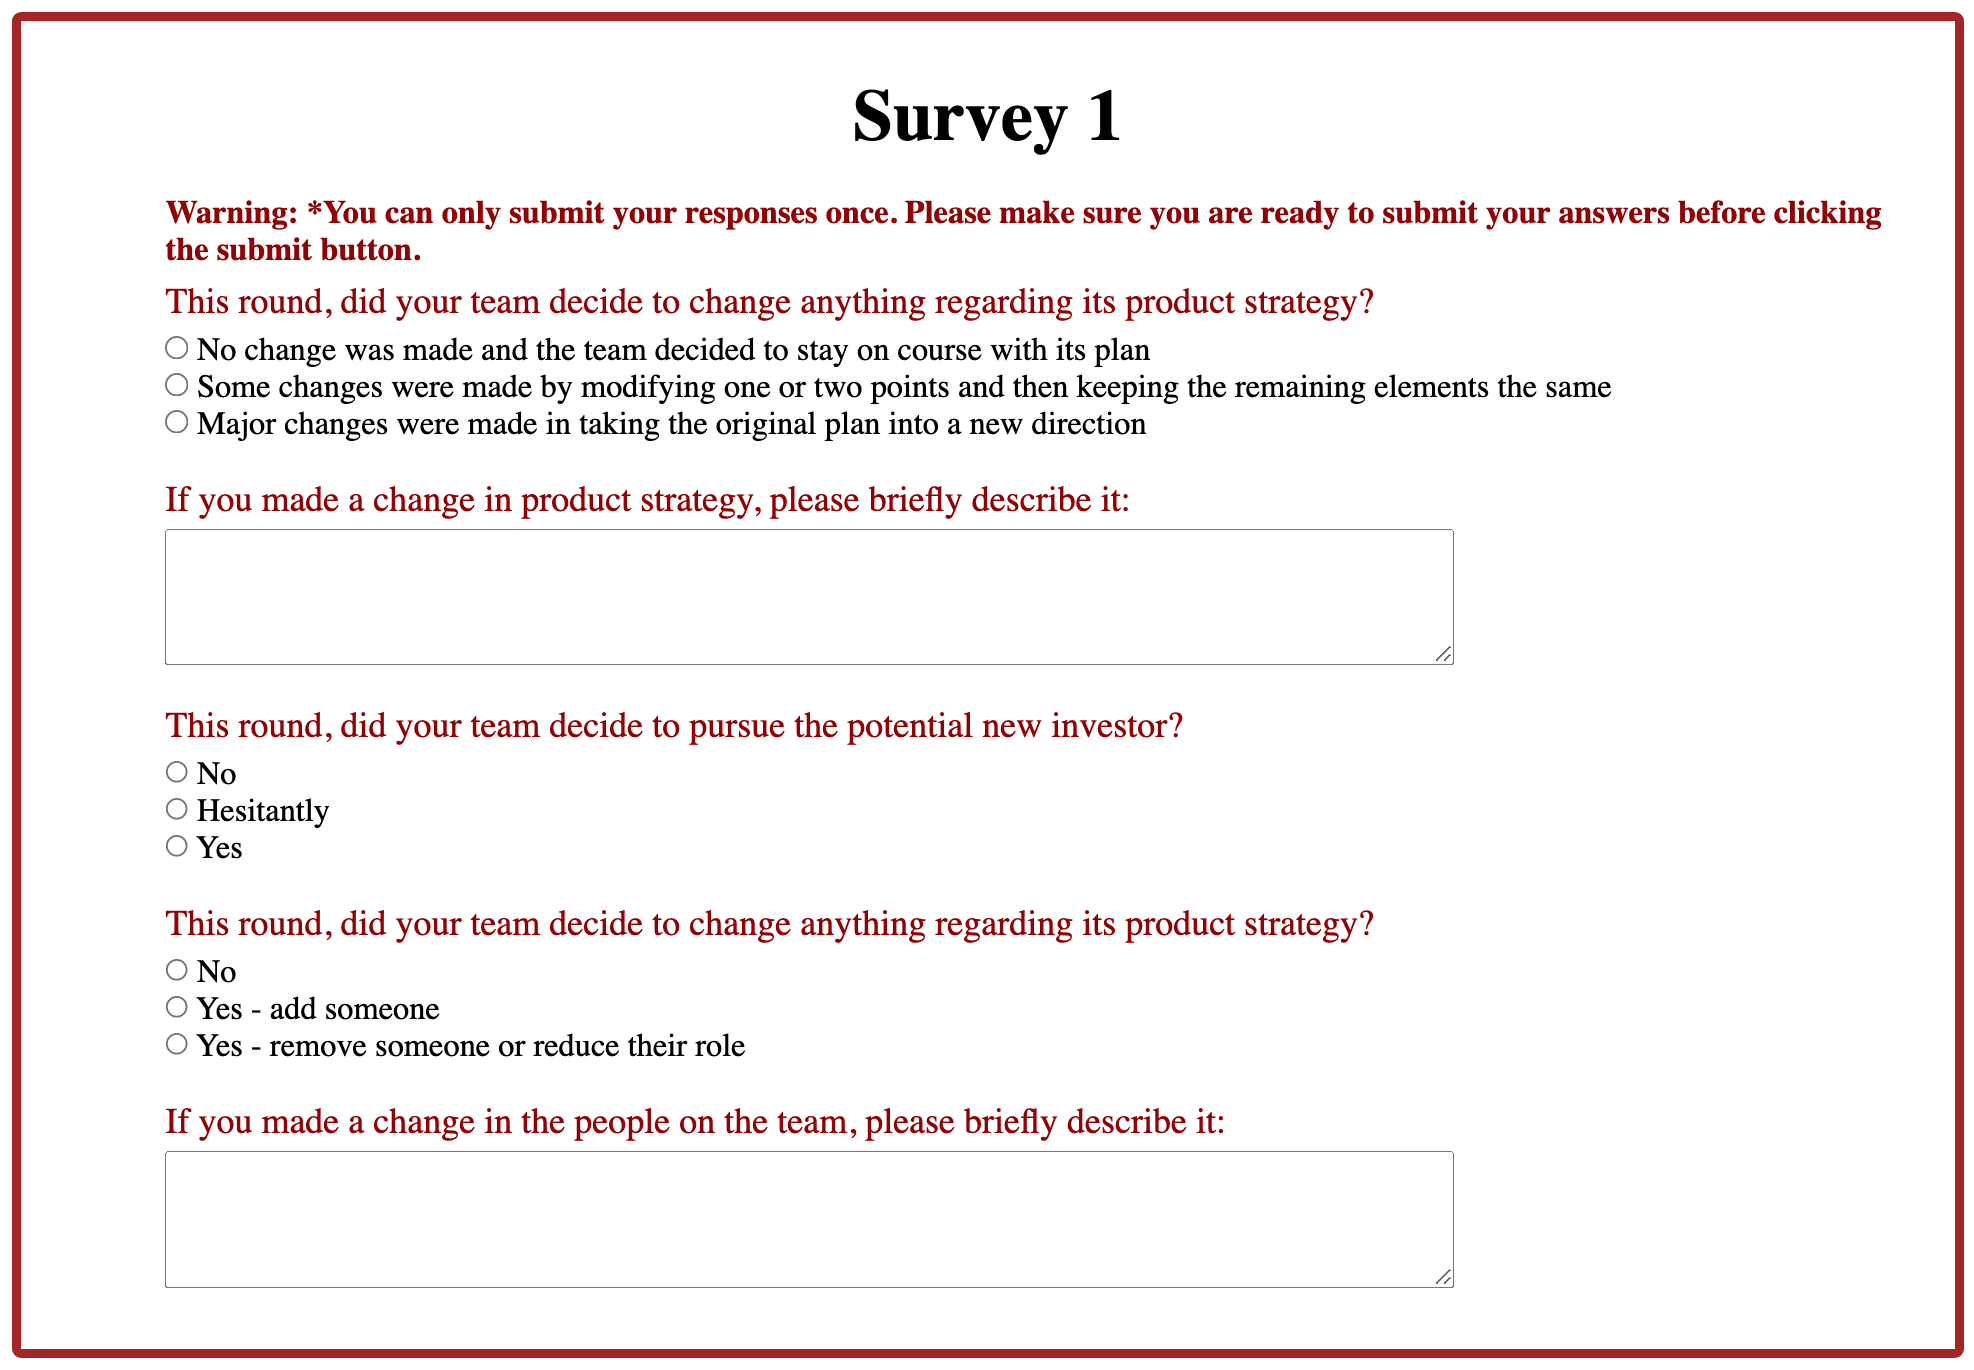 Survey 1
Warning: *You can only submit your responses once. Please make sure you are ready to submit your answers before clicking
the submit button.
This round, did your team decide to change anything regarding its product strategy?
No change was made and the team decided to stay on course with its plan
Some changes were made by modifying one or two points and then keeping the remaining elements the same
Major changes were made in taking the original plan into a new direction
If you made a change in product strategy, please briefly describe it:
This round, did your team decide to pursue the potential new investor?
No
Hesitantly
Yes
This round, did your team decide to change anything regarding its product strategy?
No
Yes - add someone
Yes - remove someone or reduce their role
If you made a change in the people on the team, please briefly describe it: